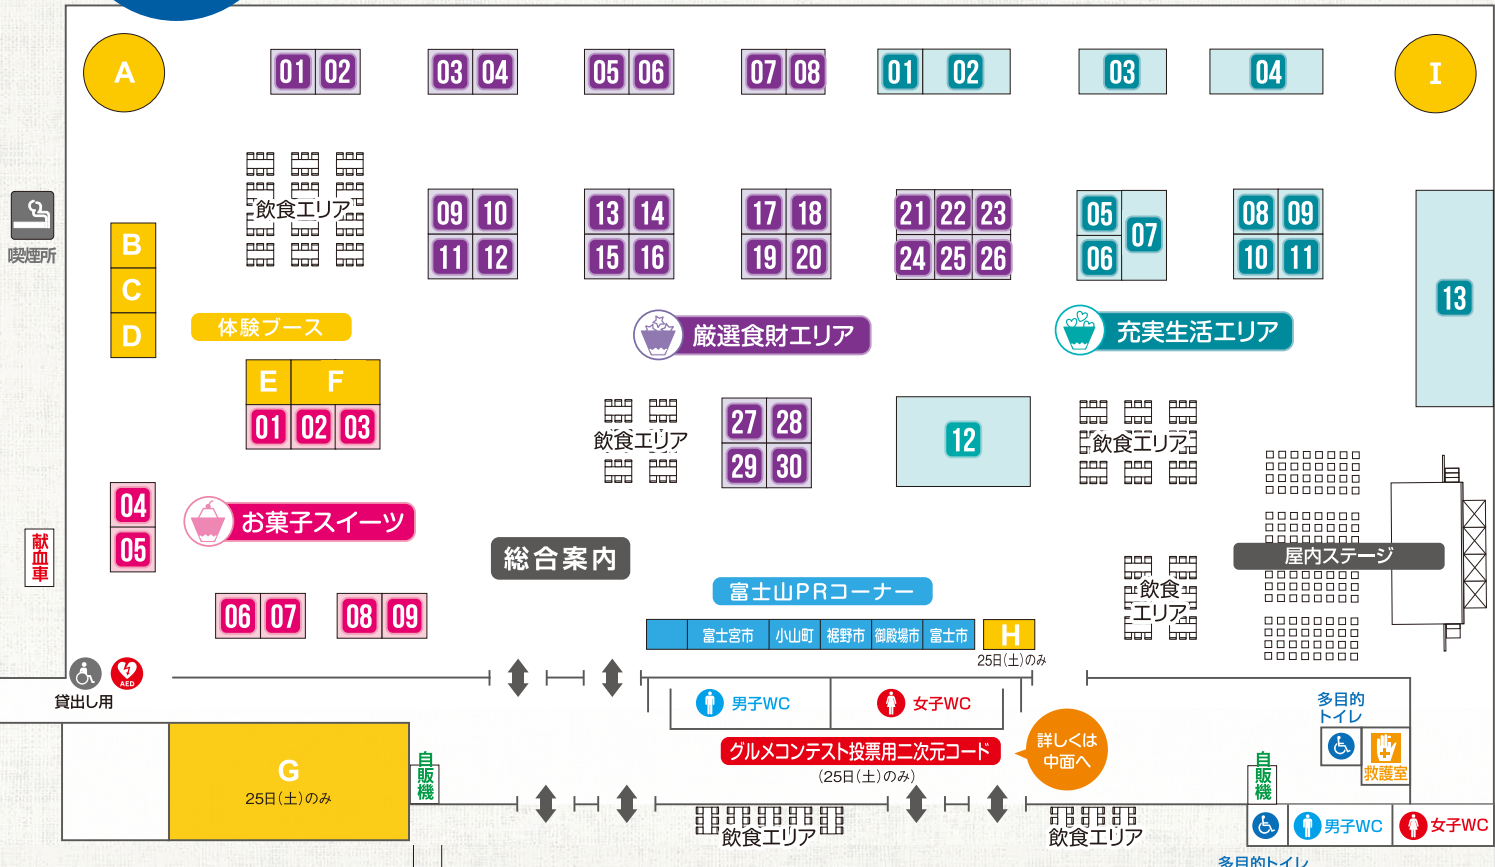 A
01 02
03 04
05 06
07 08
01 02
03
04
I
飲食エリア
09 10
11 12
13 14
15 16
17 18
19 20
21 22 23
24 25 26
05
06
07
08 09
10 11
13
喫煙所
B
C
D
体験ブース
厳選食財エリア
充実生活エリア
E F
01 02 03
飲食エリア
27 28
29 30
12
飲食エリア
04
05
お菓子スイーツ
献血車
総合案内
屋内ステージ
飲食
エリア
06 07
08 09
富士山PRコーナー
富士宮市 小山町 裾野市 御殿場市 富士市
H
25日(土)のみ
AED
貸出し用
男子WC
女子WC
多目的
トイレ
救護室
グルメコンテスト投票用二次元コード
(25日(土)のみ)
詳しくは
中面へ
G
25日(土)のみ
自販機
自販機
飲食エリア
飲食エリア
男子WC
女子WC
多目的トイレ